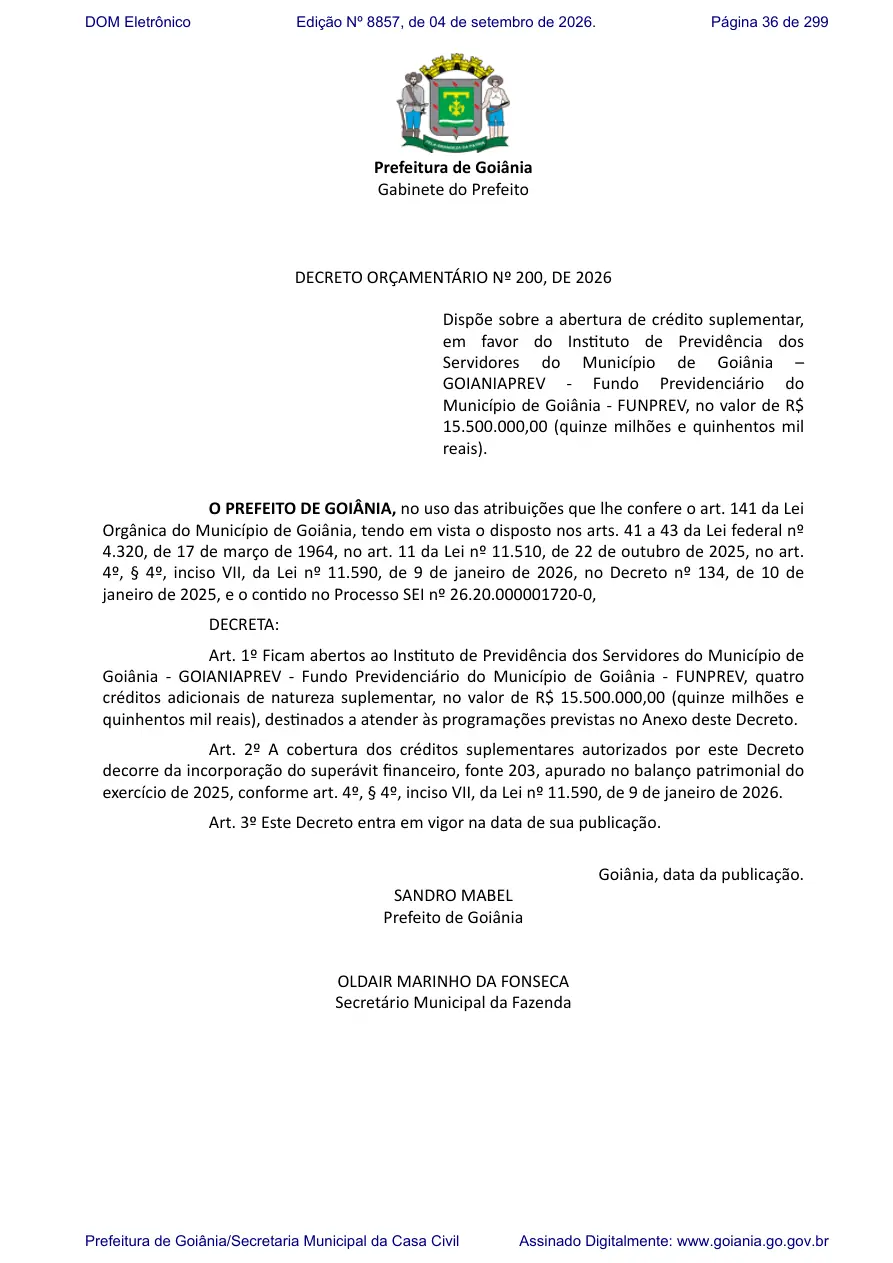 DOM Eletrônico Edição Nº 8857, de 04 de setembro de 2026. Página 36 de 299
PELA GRANDEZA DA PÁTRIA
Prefeitura de Goiânia
Gabinete do Prefeito
DECRETO ORÇAMENTÁRIO Nº 200, DE 2026
Dispõe sobre a abertura de crédito suplementar,
em favor do Instituto de Previdência dos
Servidores do Município de Goiânia –
GOIANIAPREV - Fundo Previdenciário do
Município de Goiânia - FUNPREV, no valor de R$
15.500.000,00 (quinze milhões e quinhentos mil
reais).
O PREFEITO DE GOIÂNIA, no uso das atribuições que lhe confere o art. 141 da Lei
Orgânica do Município de Goiânia, tendo em vista o disposto nos arts. 41 a 43 da Lei federal nº
4.320, de 17 de março de 1964, no art. 11 da Lei nº 11.510, de 22 de outubro de 2025, no art.
4º, § 4º, inciso VII, da Lei nº 11.590, de 9 de janeiro de 2026, no Decreto nº 134, de 10 de
janeiro de 2025, e o contido no Processo SEI nº 26.20.000001720-0,
DECRETA:
Art. 1º Ficam abertos ao Instituto de Previdência dos Servidores do Município de
Goiânia - GOIANIAPREV - Fundo Previdenciário do Município de Goiânia - FUNPREV, quatro
créditos adicionais de natureza suplementar, no valor de R$ 15.500.000,00 (quinze milhões e
quinhentos mil reais), destinados a atender às programações previstas no Anexo deste Decreto.
Art. 2º A cobertura dos créditos suplementares autorizados por este Decreto
decorre da incorporação do superávit financeiro, fonte 203, apurado no balanço patrimonial do
exercício de 2025, conforme art. 4º, § 4º, inciso VII, da Lei nº 11.590, de 9 de janeiro de 2026.
Art. 3º Este Decreto entra em vigor na data de sua publicação.
Goiânia, data da publicação.
SANDRO MABEL
Prefeito de Goiânia
OLDAIR MARINHO DA FONSECA
Secretário Municipal da Fazenda
Prefeitura de Goiânia/Secretaria Municipal da Casa Civil Assinado Digitalmente: www.goiania.go.gov.br